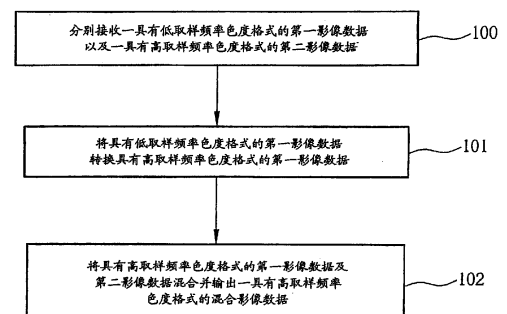 分别接收一具有低取样频率色度格式的第一影像数据
以及一具有高取样频率色度格式的第二影像数据
100
将具有低取样频率色度格式的第一影像数据
转换具有高取样频率色度格式的第一影像数据
101
将具有高取样频率色度格式的第一影像数据及
第二影像数据混合并输出一具有高取样频率
色度格式的混合影像数据
102